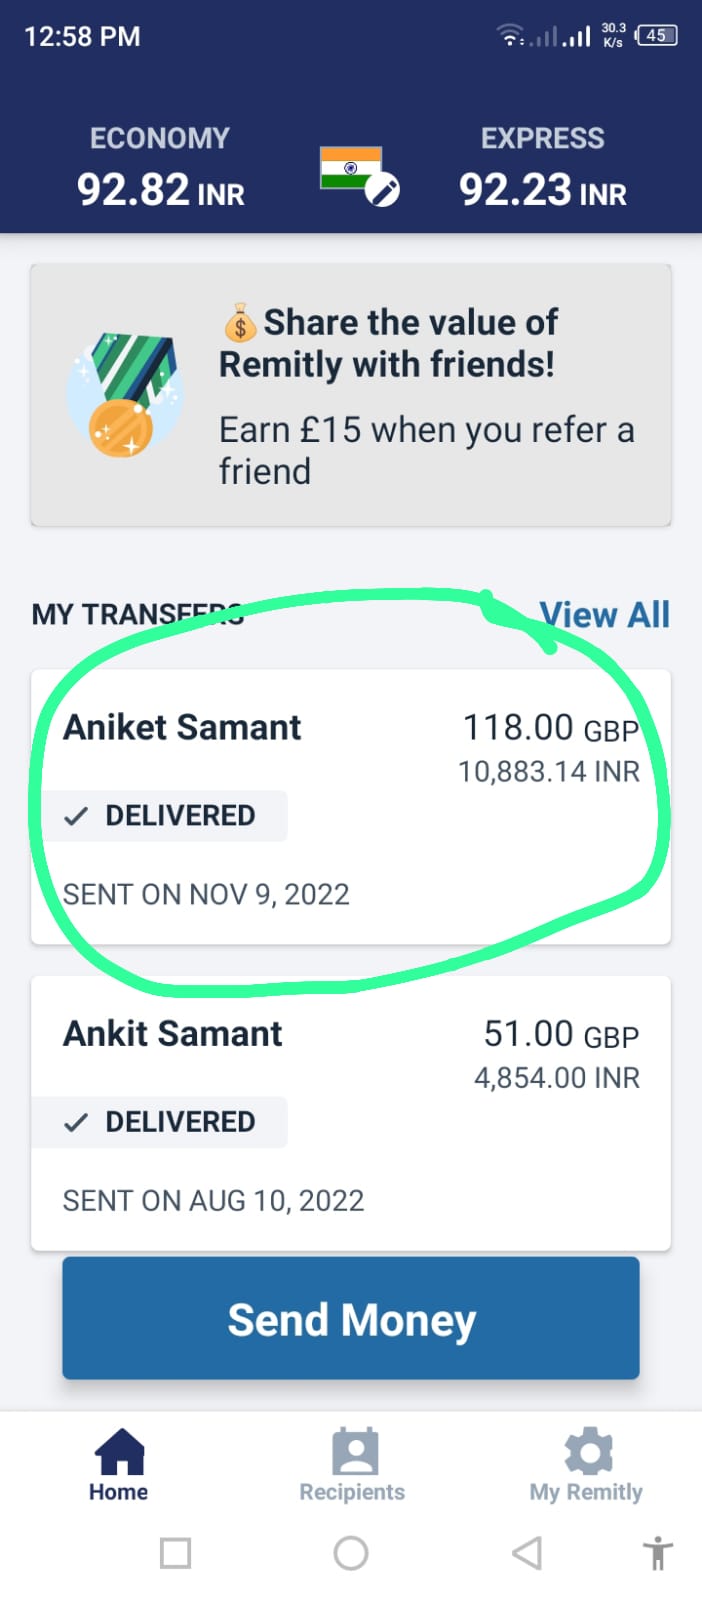 12:58 PM
30.3
K/s
45
ECONOMY
EXPRESS
92.82 INR
92.23 INR
💰Share the value of
Remitly with friends!
Earn £15 when you refer a
friend
MY TRANSFERS
View All
Aniket Samant
118.00 GBP
10,883.14 INR
✓ DELIVERED
SENT ON NOV 9, 2022
Ankit Samant
51.00 GBP
4,854.00 INR
✓ DELIVERED
SENT ON AUG 10, 2022
Send Money
Home
Recipients
My Remitly